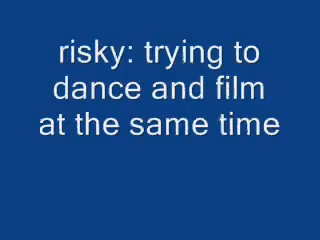 risky: trying to
dance and film
at the same time